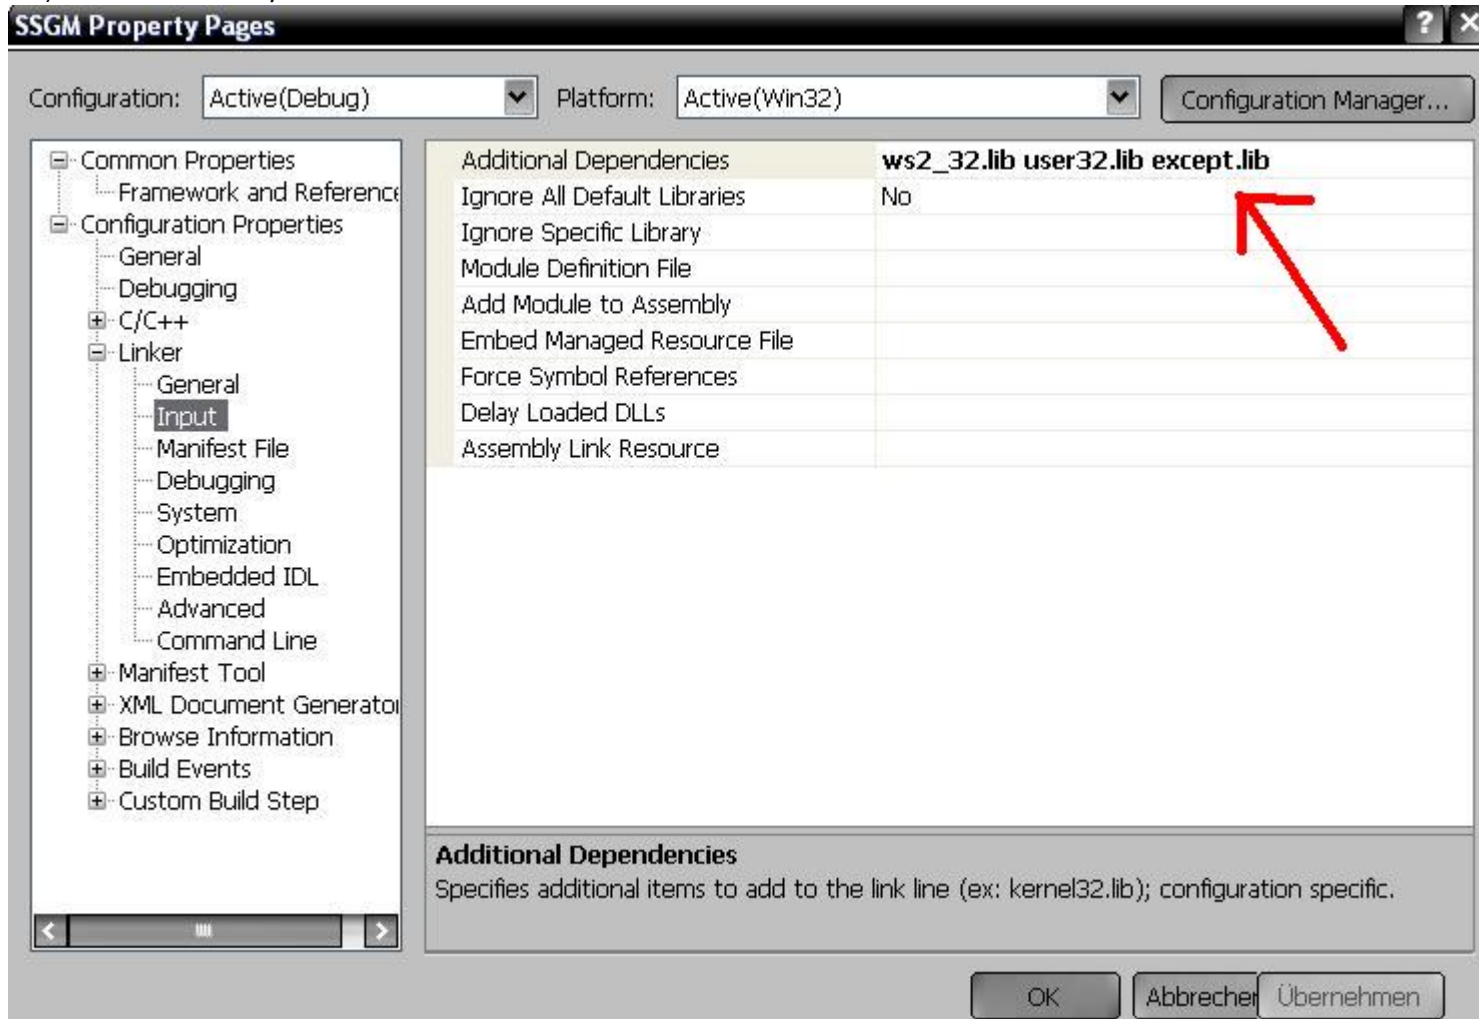 SSGM Property Pages
Configuration: Active(Debug) Platform: Active(Win32) Configuration Manager...
Common Properties
Framework and Reference
Configuration Properties
General
Debugging
C/C++
Linker
General
Input
Manifest File
Debugging
System
Optimization
Embedded IDL
Advanced
Command Line
Manifest Tool
XML Document Generator
Browse Information
Build Events
Custom Build Step
Additional Dependencies ws2_32.lib user32.lib except.lib
Ignore All Default Libraries No
Ignore Specific Library
Module Definition File
Add Module to Assembly
Embed Managed Resource File
Force Symbol References
Delay Loaded DLLs
Assembly Link Resource
Additional Dependencies
Specifies additional items to add to the link line (ex: kernel32.lib); configuration specific.
OK Abbrechen Übernehmen